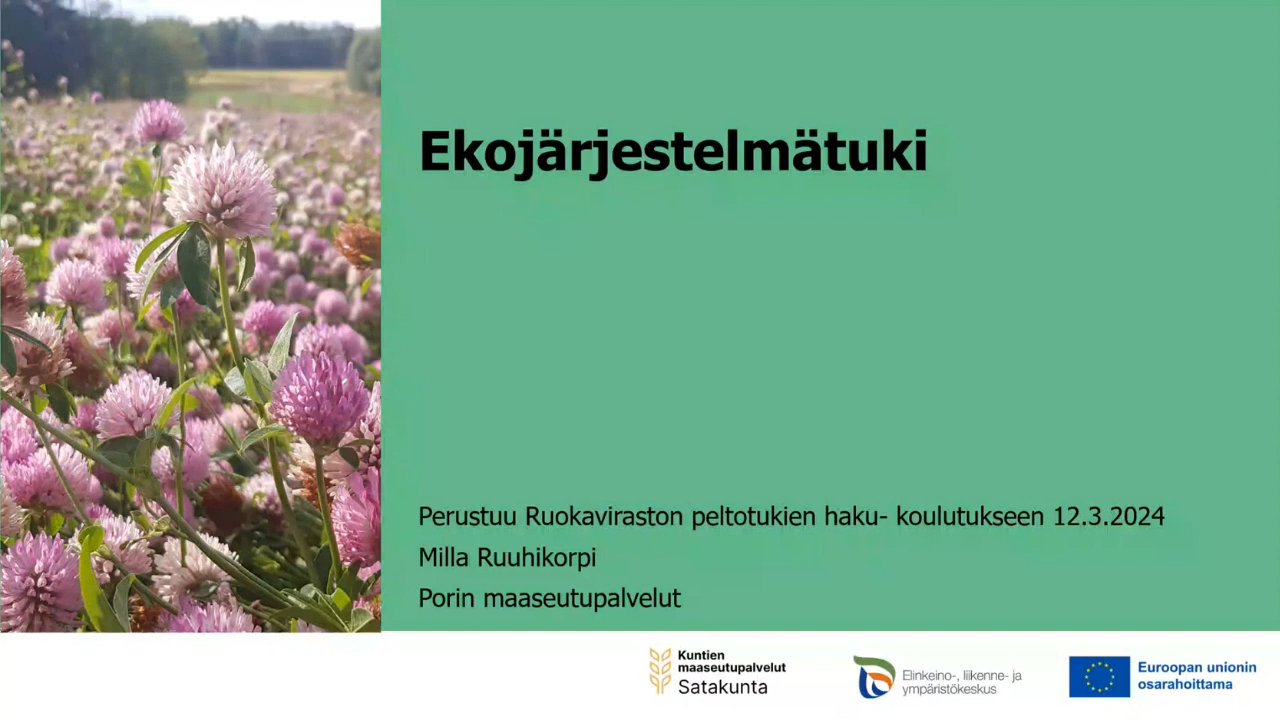 Ekojärjestelmätuki
Perustuu Ruokaviraston peltotukien haku- koulutukseen 12.3.2024
Milla Ruuhikorpi
Porin maaseutupalvelut
Kuntien
maaseutupalvelut
Satakunta
Elinkeino-, liikenne- ja
ympäristökeskus
Euroopan unionin
osarahoittama